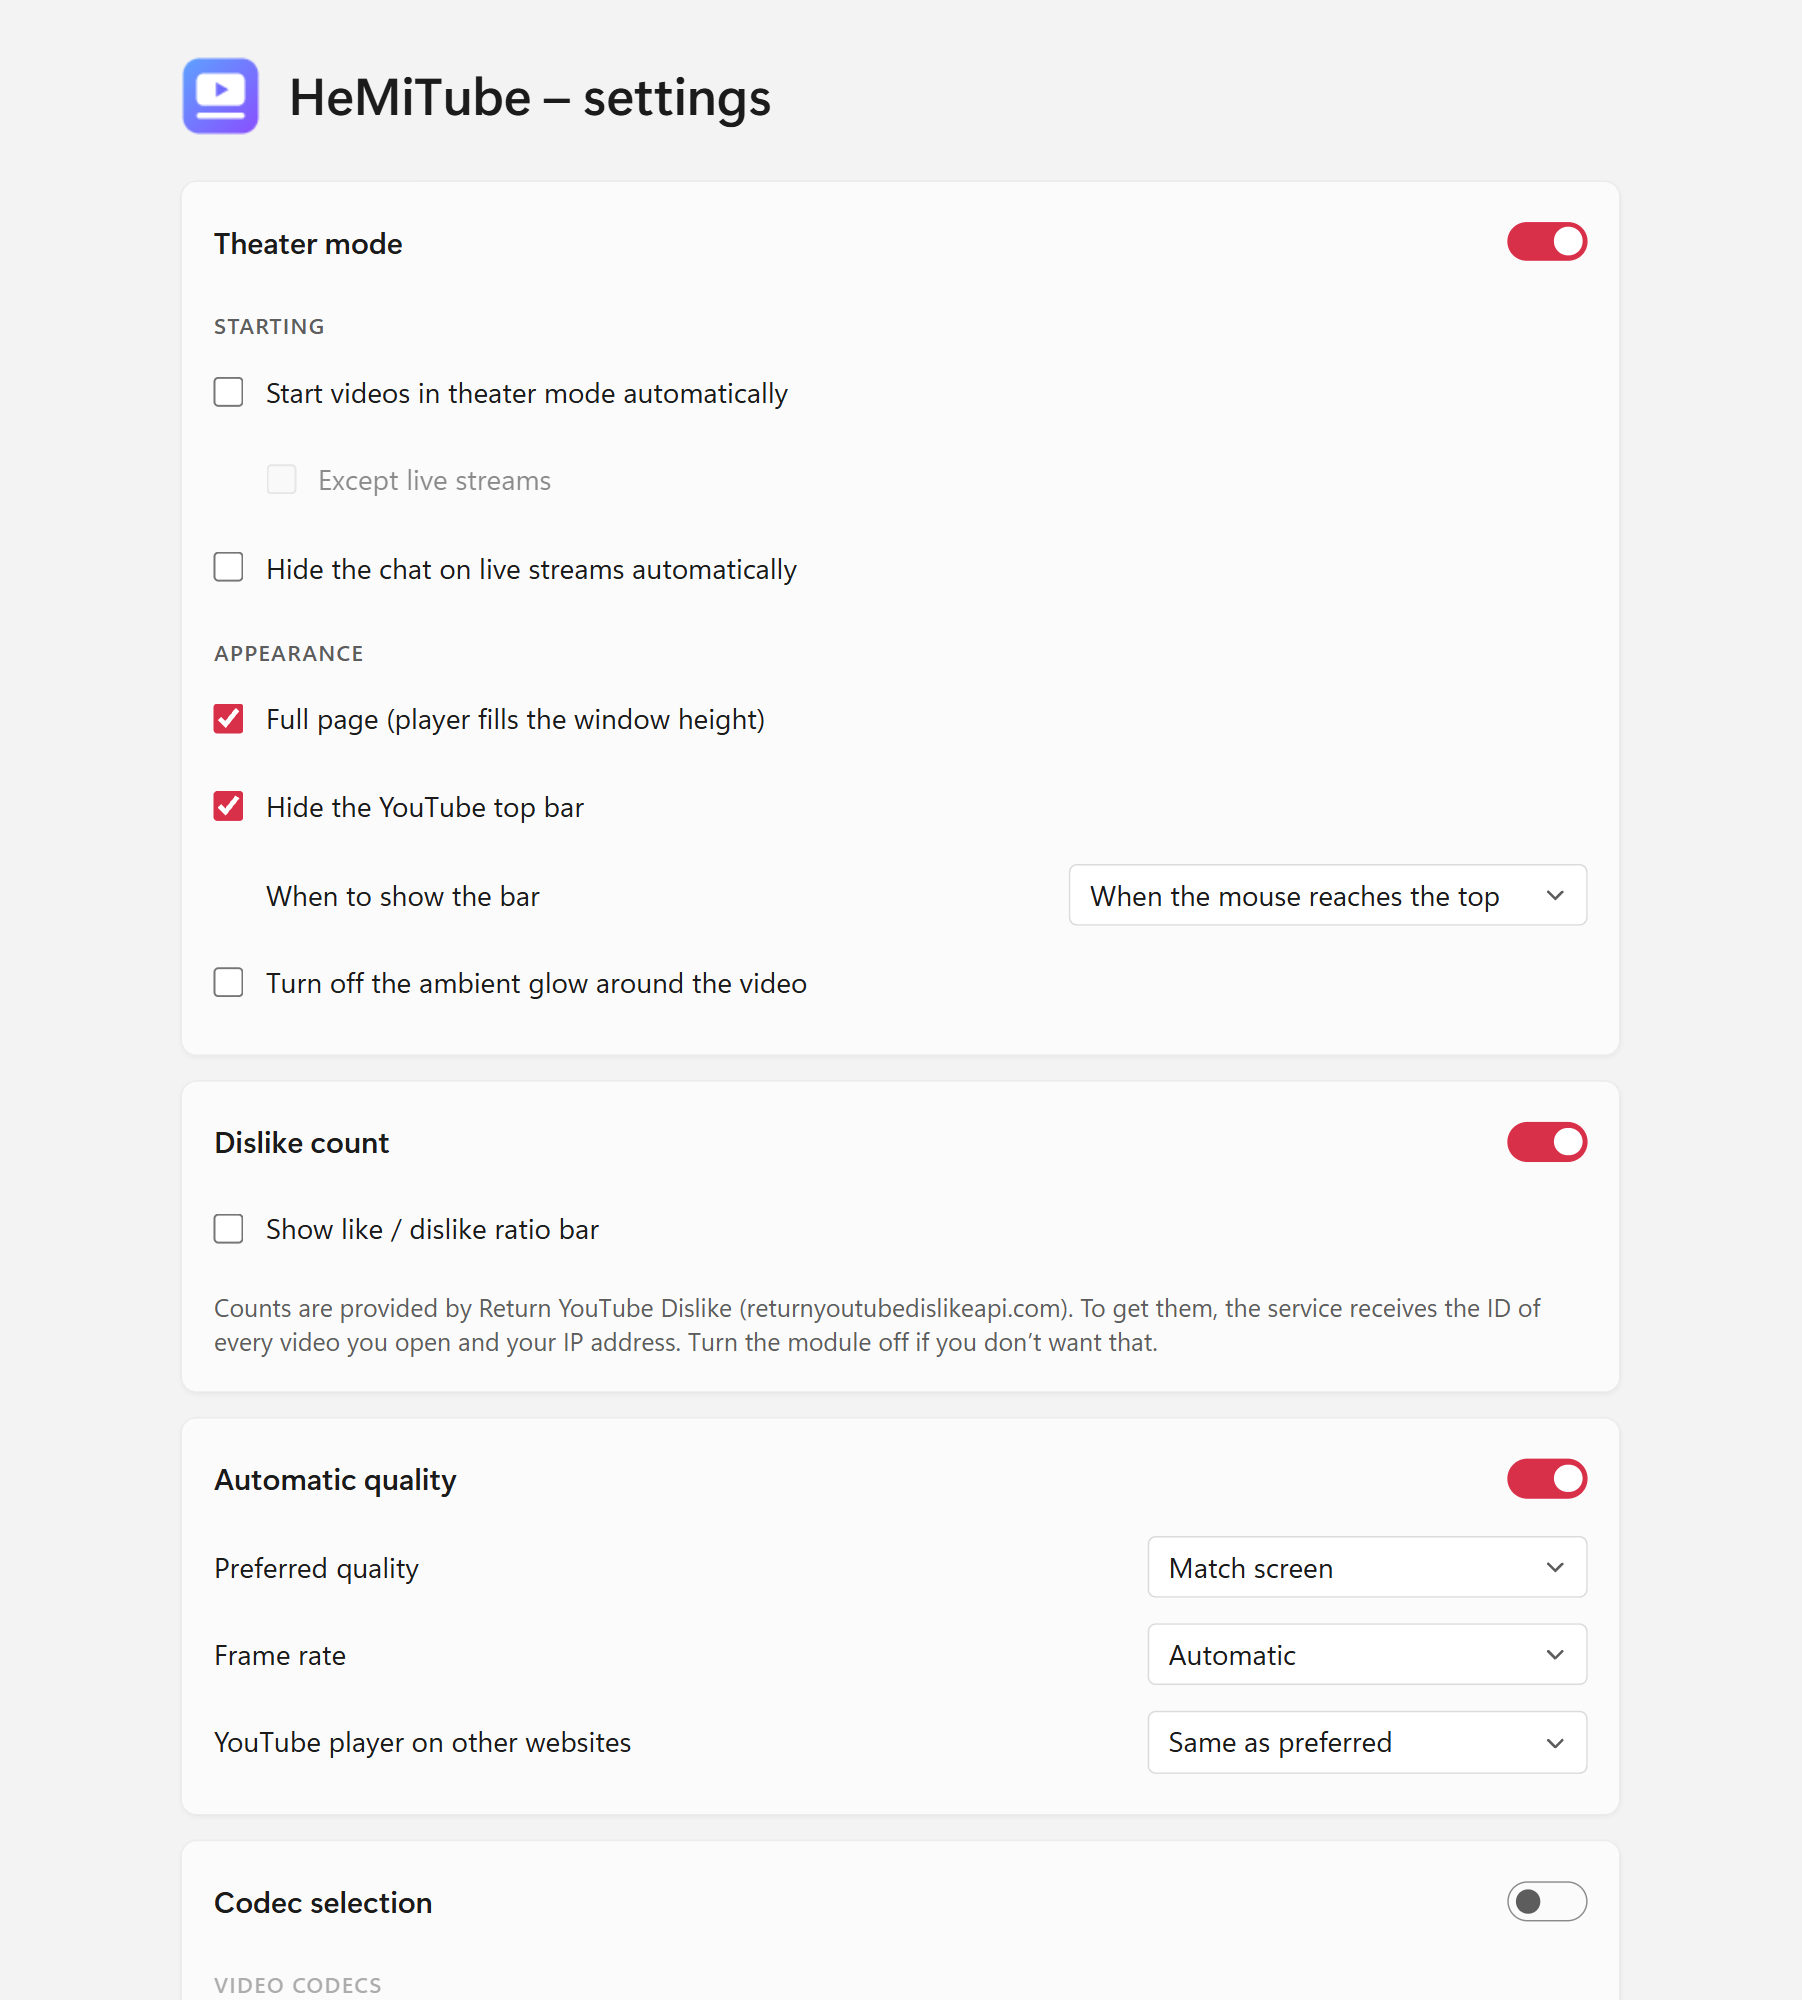 HeMiTube – settings
Theater mode
STARTING
Start videos in theater mode automatically
Except live streams
Hide the chat on live streams automatically
APPEARANCE
Full page (player fills the window height)
Hide the YouTube top bar
When to show the bar
When the mouse reaches the top
Turn off the ambient glow around the video
Dislike count
Show like / dislike ratio bar
Counts are provided by Return YouTube Dislike (returnyoutubedislikeapi.com). To get them, the service receives the ID of
every video you open and your IP address. Turn the module off if you don’t want that.
Automatic quality
Preferred quality
Match screen
Frame rate
Automatic
YouTube player on other websites
Same as preferred
Codec selection
VIDEO CODECS